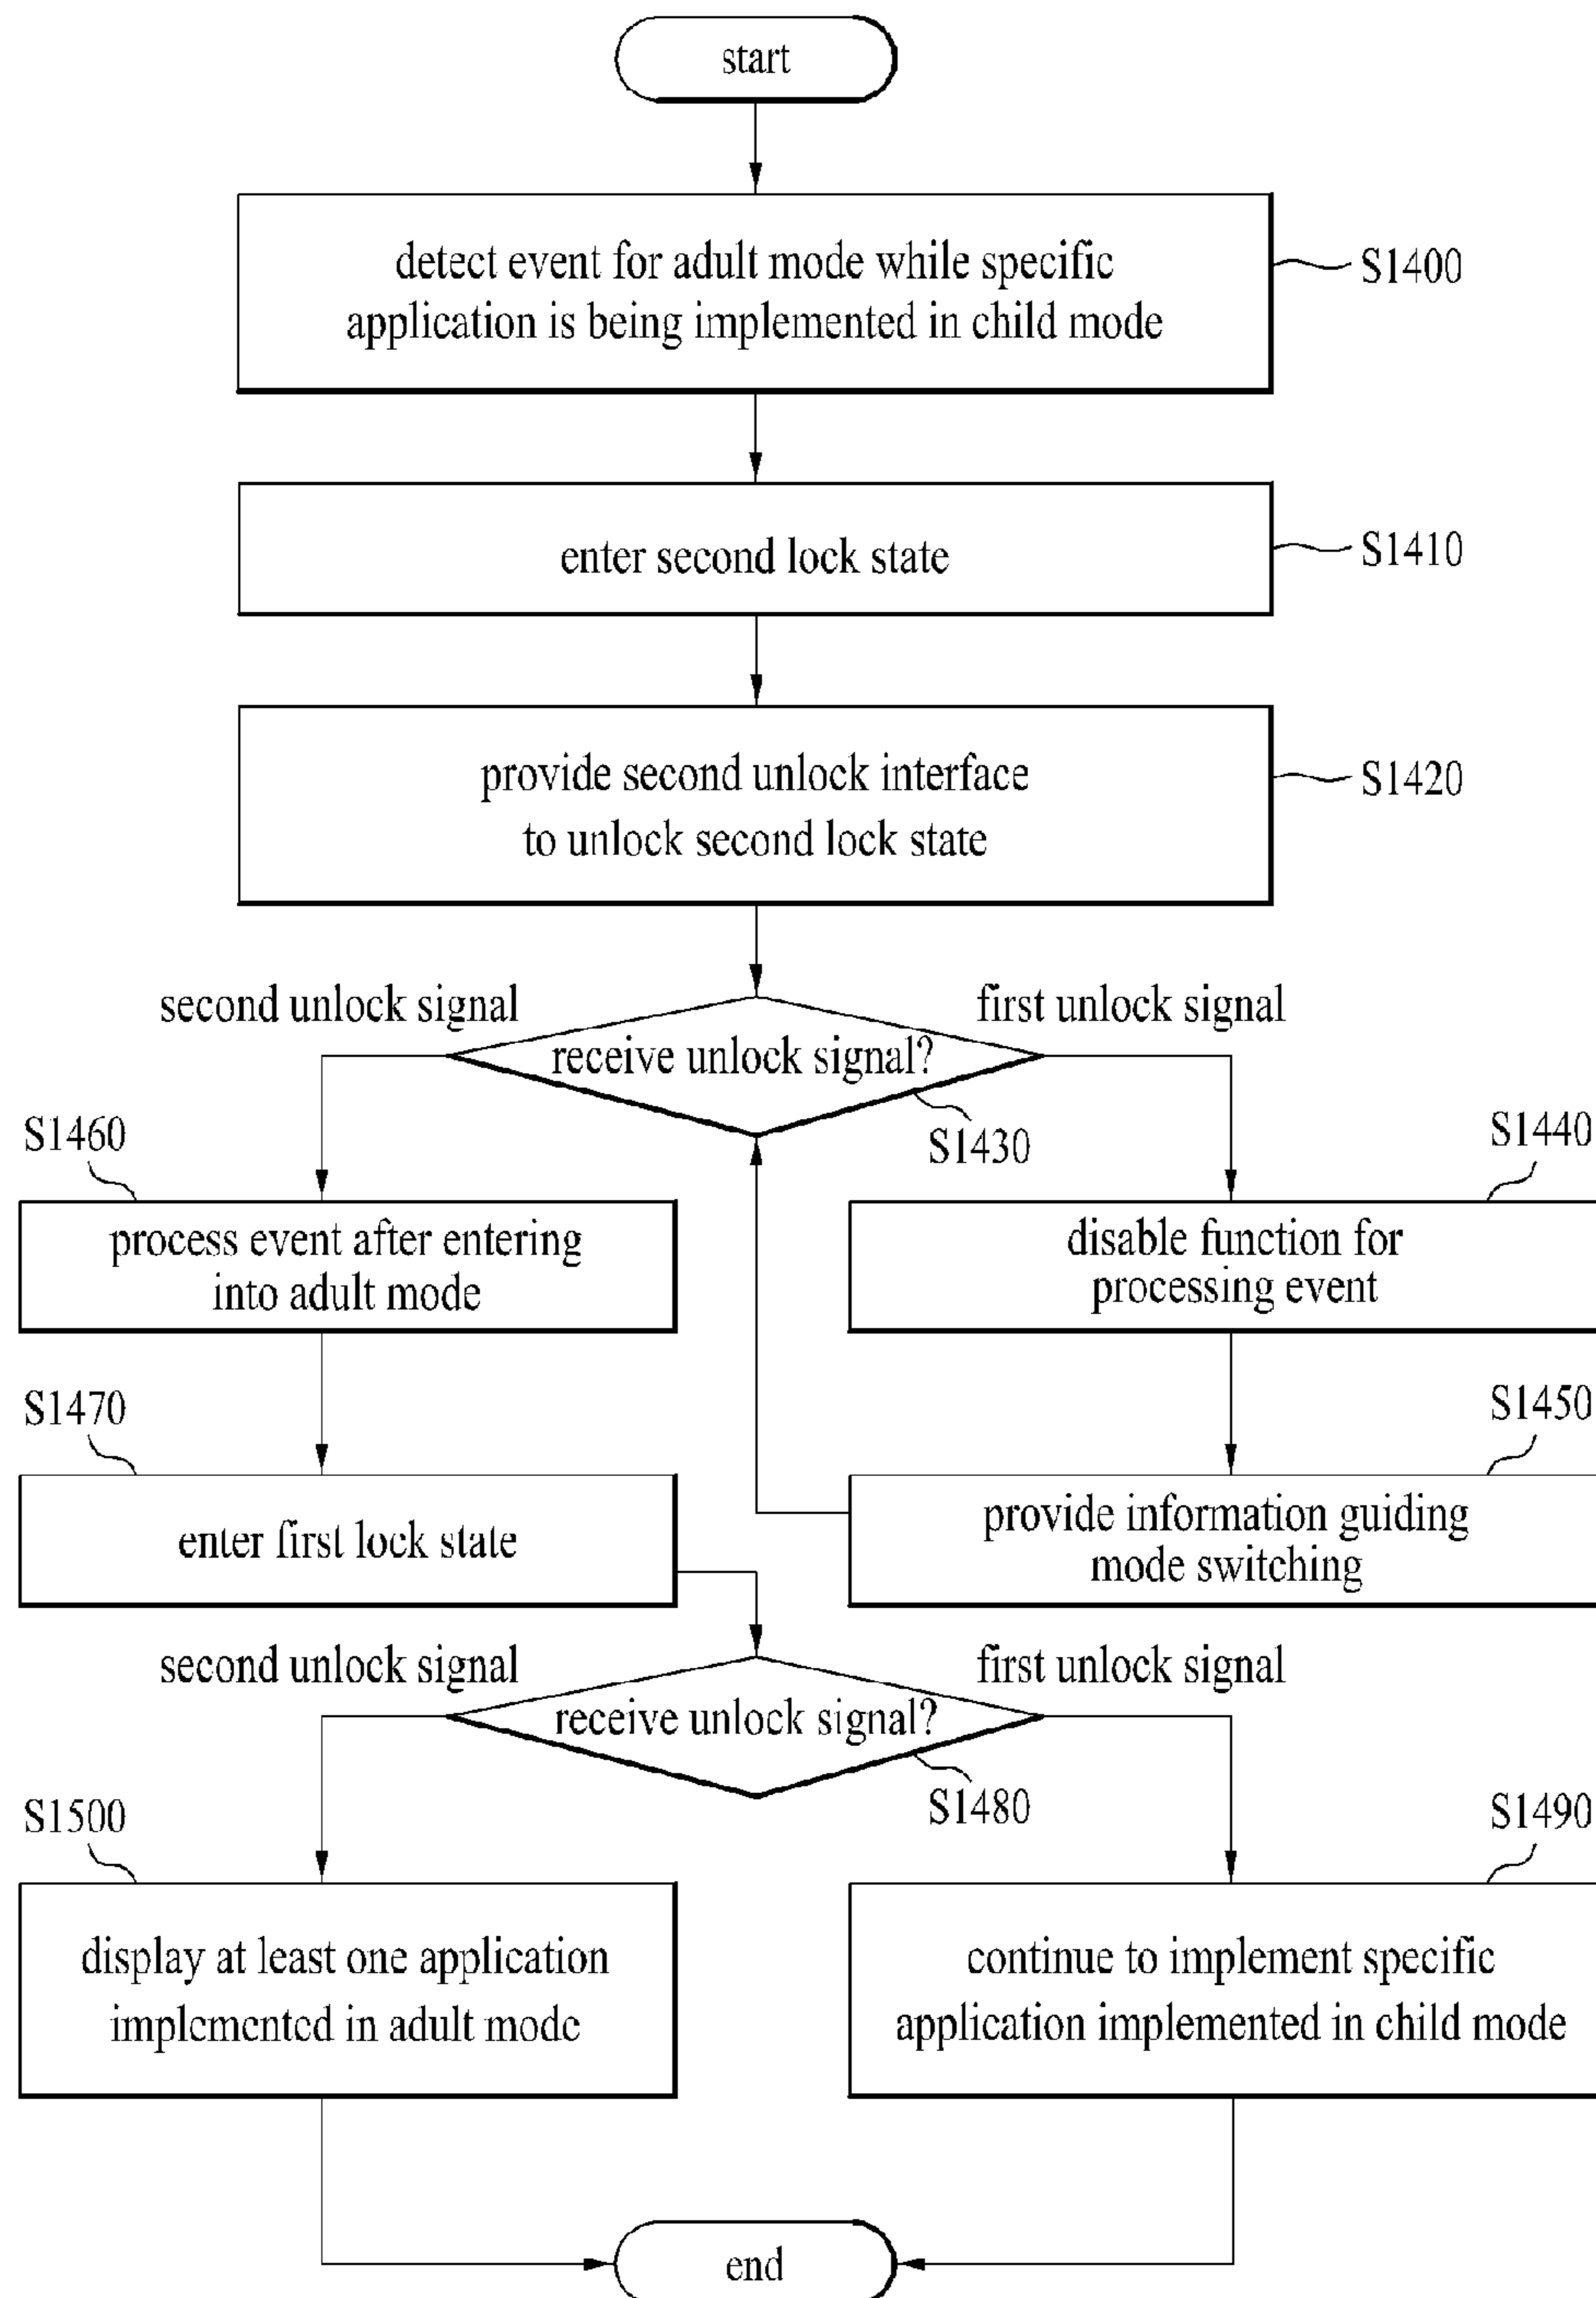 start
detect event for adult mode while specific
application is being implemented in child mode
S1400
enter second lock state
S1410
provide second unlock interface
to unlock second lock state
S1420
second unlock signal
first unlock signal
receive unlock signal?
S1430
S1460
S1440
process event after entering
into adult mode
disable function for
processing event
S1470
S1450
enter first lock state
provide information guiding
mode switching
second unlock signal
first unlock signal
receive unlock signal?
S1480
S1500
S1490
display at least one application
implemented in adult mode
continue to implement specific
application implemented in child mode
end